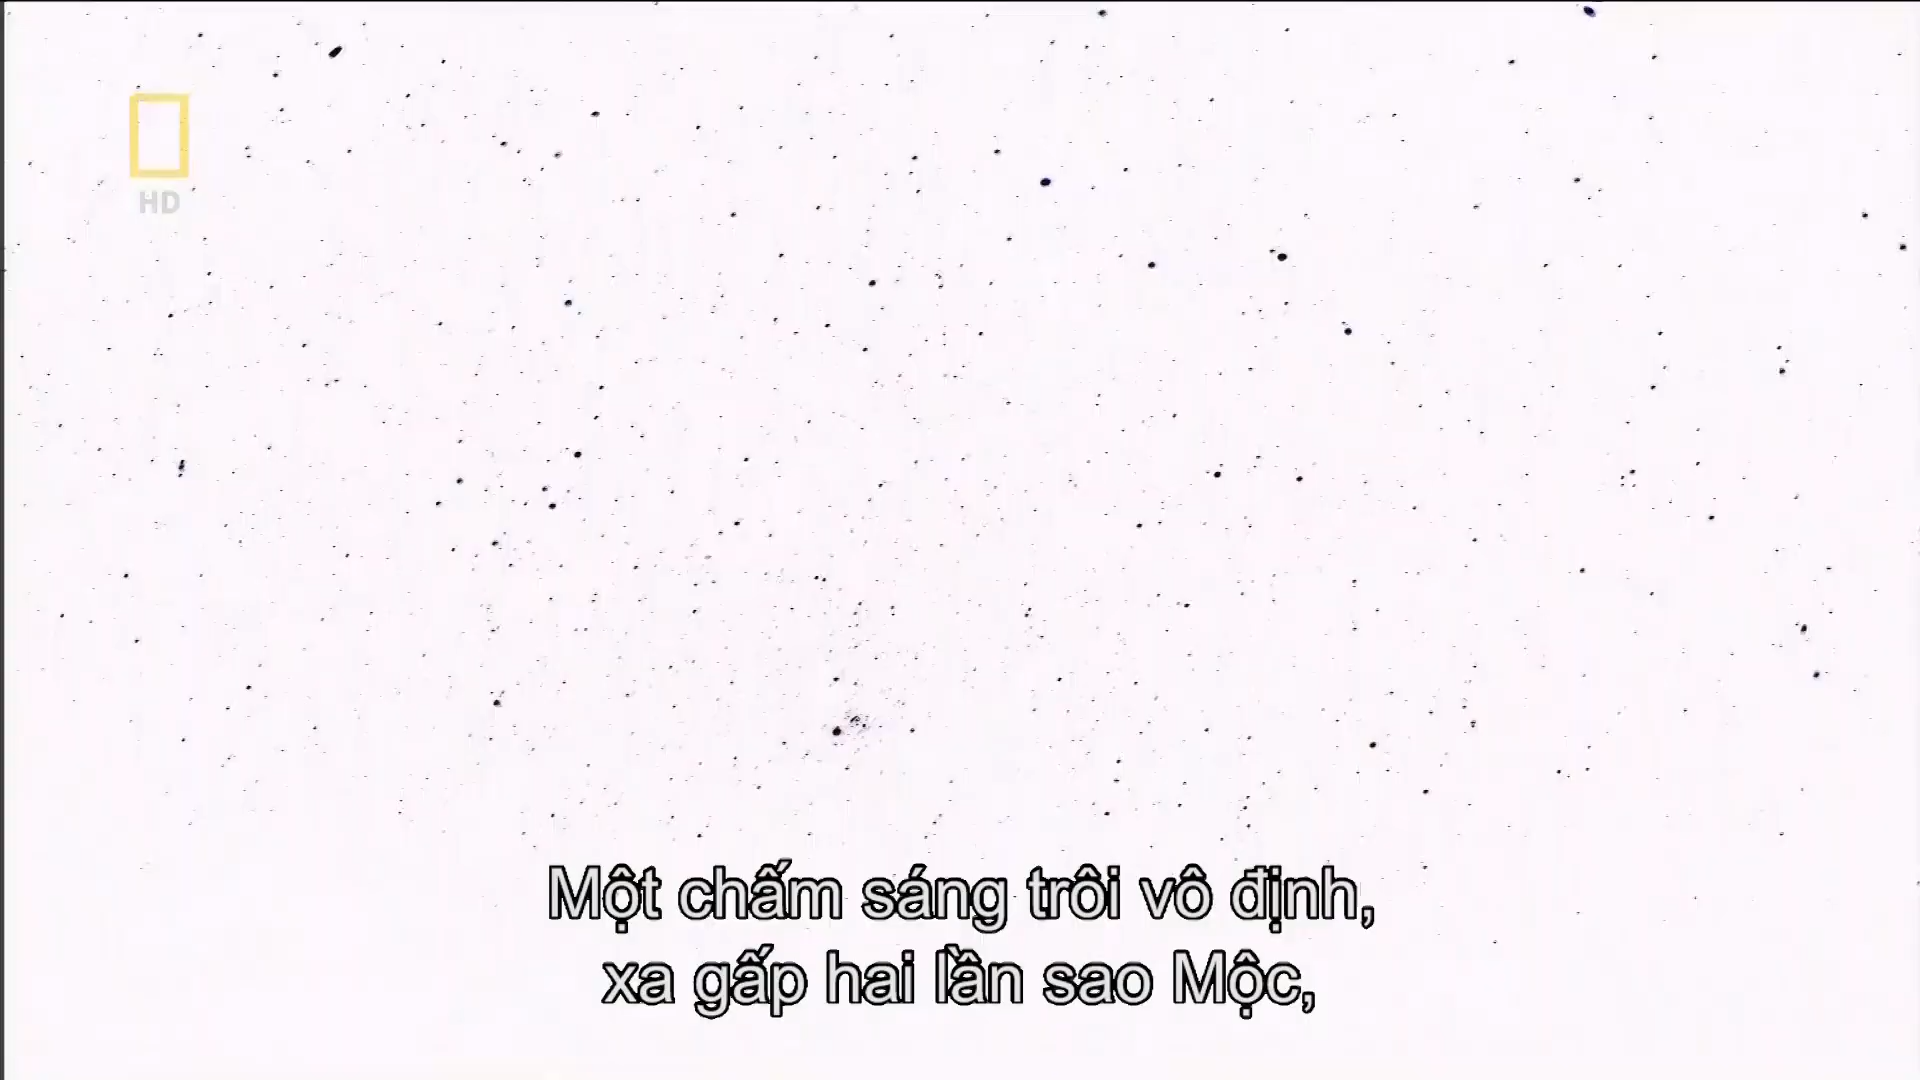 HD
Một chấm sáng trôi vô định,
xa gấp hai lần sao Mộc,